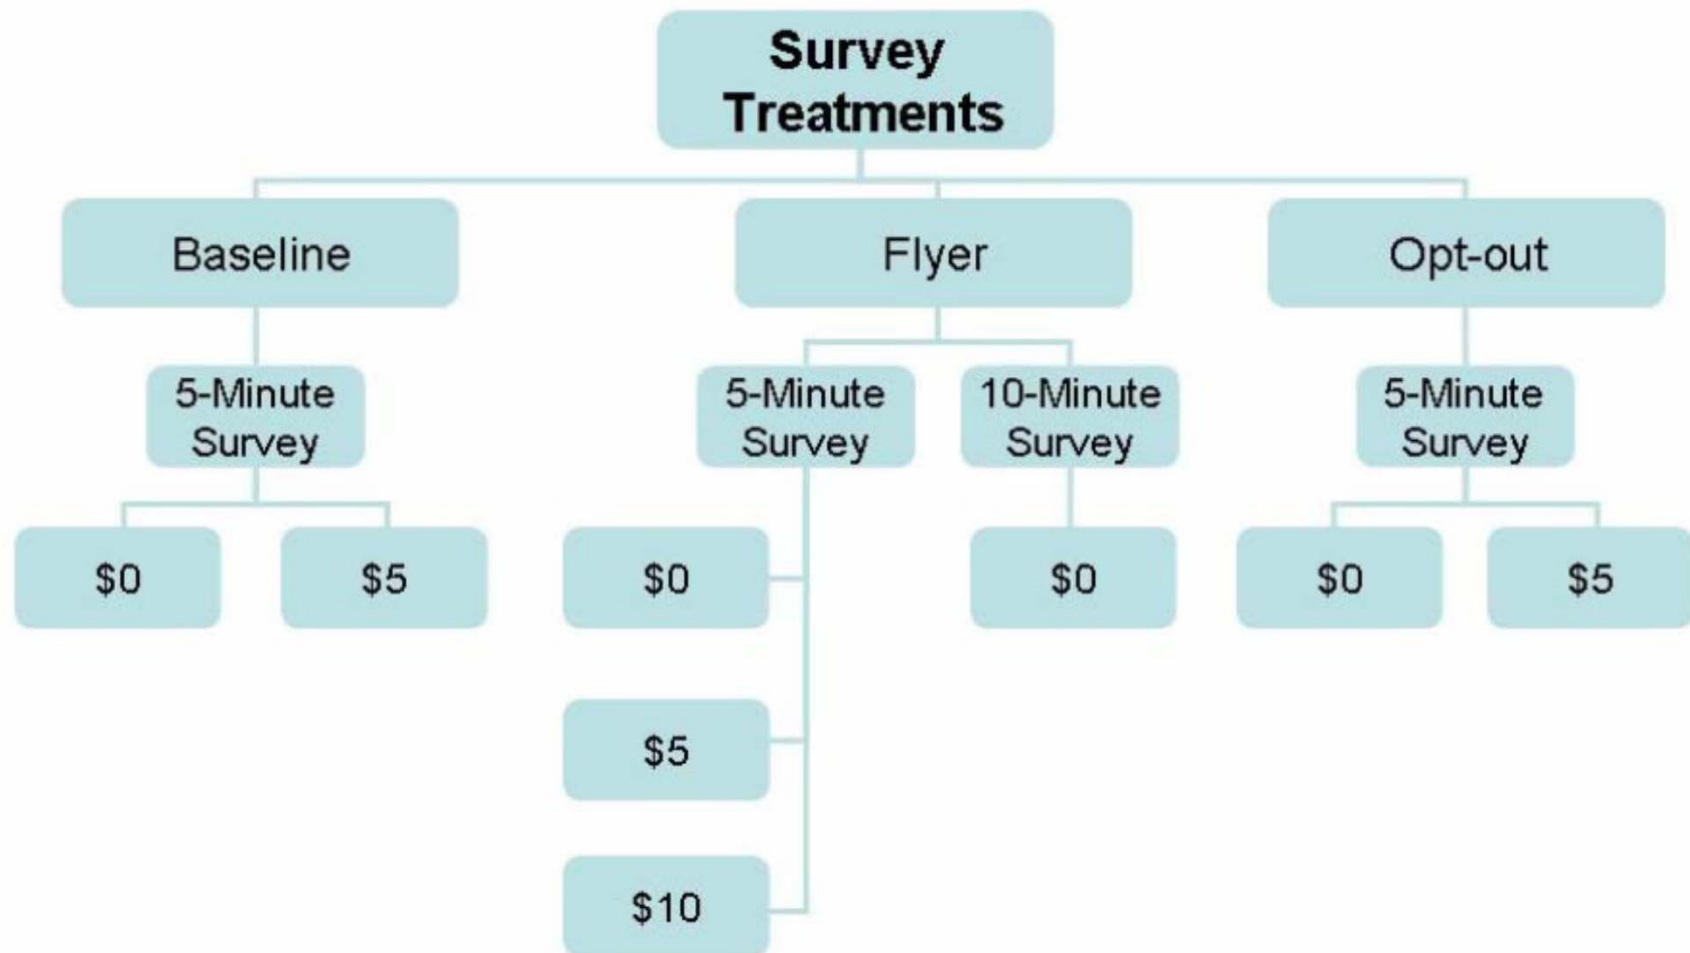 Survey
Treatments
Baseline
Flyer
Opt-out
5-Minute
Survey
5-Minute
Survey
10-Minute
Survey
5-Minute
Survey
$0
$5
$0
$0
$0
$5
$5
$10